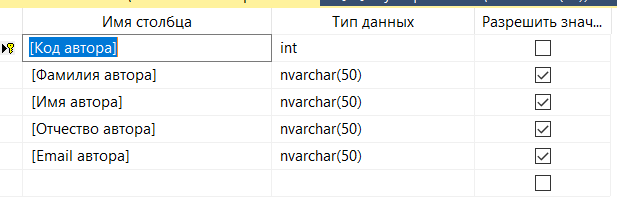 Имя столбца Тип данных Разрешить знач...
[Код автора] int
[Фамилия автора] nvarchar(50)
[Имя автора] nvarchar(50)
[Отчество автора] nvarchar(50)
[Email автора] nvarchar(50)